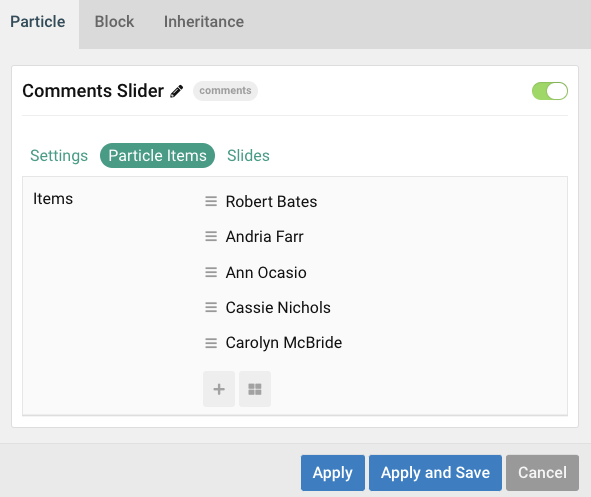 Particle Block Inheritance
Comments Slider comments
Settings Particle Items Slides
Items
Robert Bates
Andria Farr
Ann Ocasio
Cassie Nichols
Carolyn McBride
Apply Apply and Save Cancel